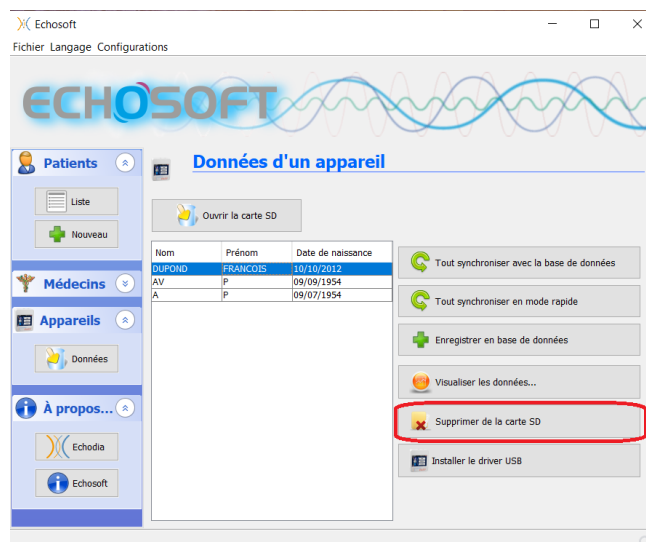 Echosoft
Fichier Langage Configurations
ECHOSOFT
Patients
Liste
Nouveau
Médecins
Appareils
Données
À propos...
Echodia
Echosoft
Données d'un appareil
Ouvrir la carte SD
Nom Prénom Date de naissance
DUPOND FRANCOIS 10/10/2012
AV P 09/09/1954
A P 09/07/1954
Tout synchroniser avec la base de données
Tout synchroniser en mode rapide
Enregistrer en base de données
Visualiser les données...
Supprimer de la carte SD
Installer le driver USB